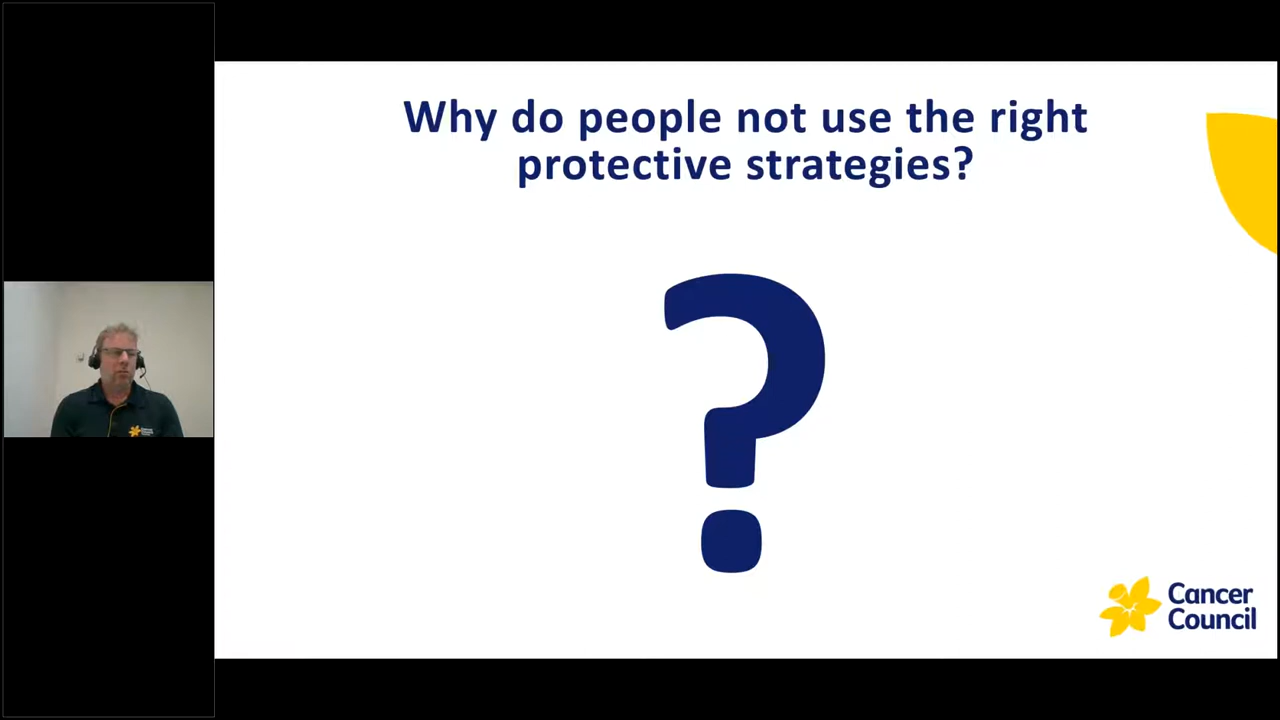 Why do people not use the right
protective strategies?
?
Cancer
Council